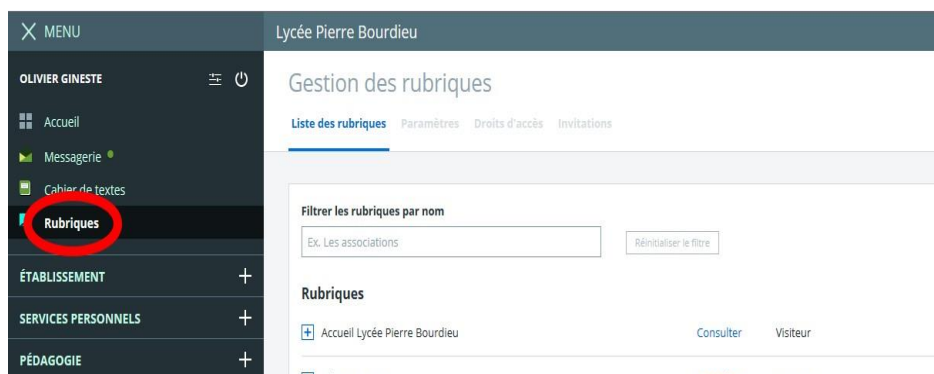 MENU
Lycée Pierre Bourdieu
OLIVIER GINESTE
Gestion des rubriques
Liste des rubriques Paramètres Droits d'accès Invitations
Accueil
Messagerie
Cahier de textes
Rubriques
Filtrer les rubriques par nom
Ex. Les associations
Réinitialiser le filtre
ÉTABLISSEMENT
Rubriques
SERVICES PERSONNELS
Accueil Lycée Pierre Bourdieu Consulter Visiteur
PÉDAGOGIE